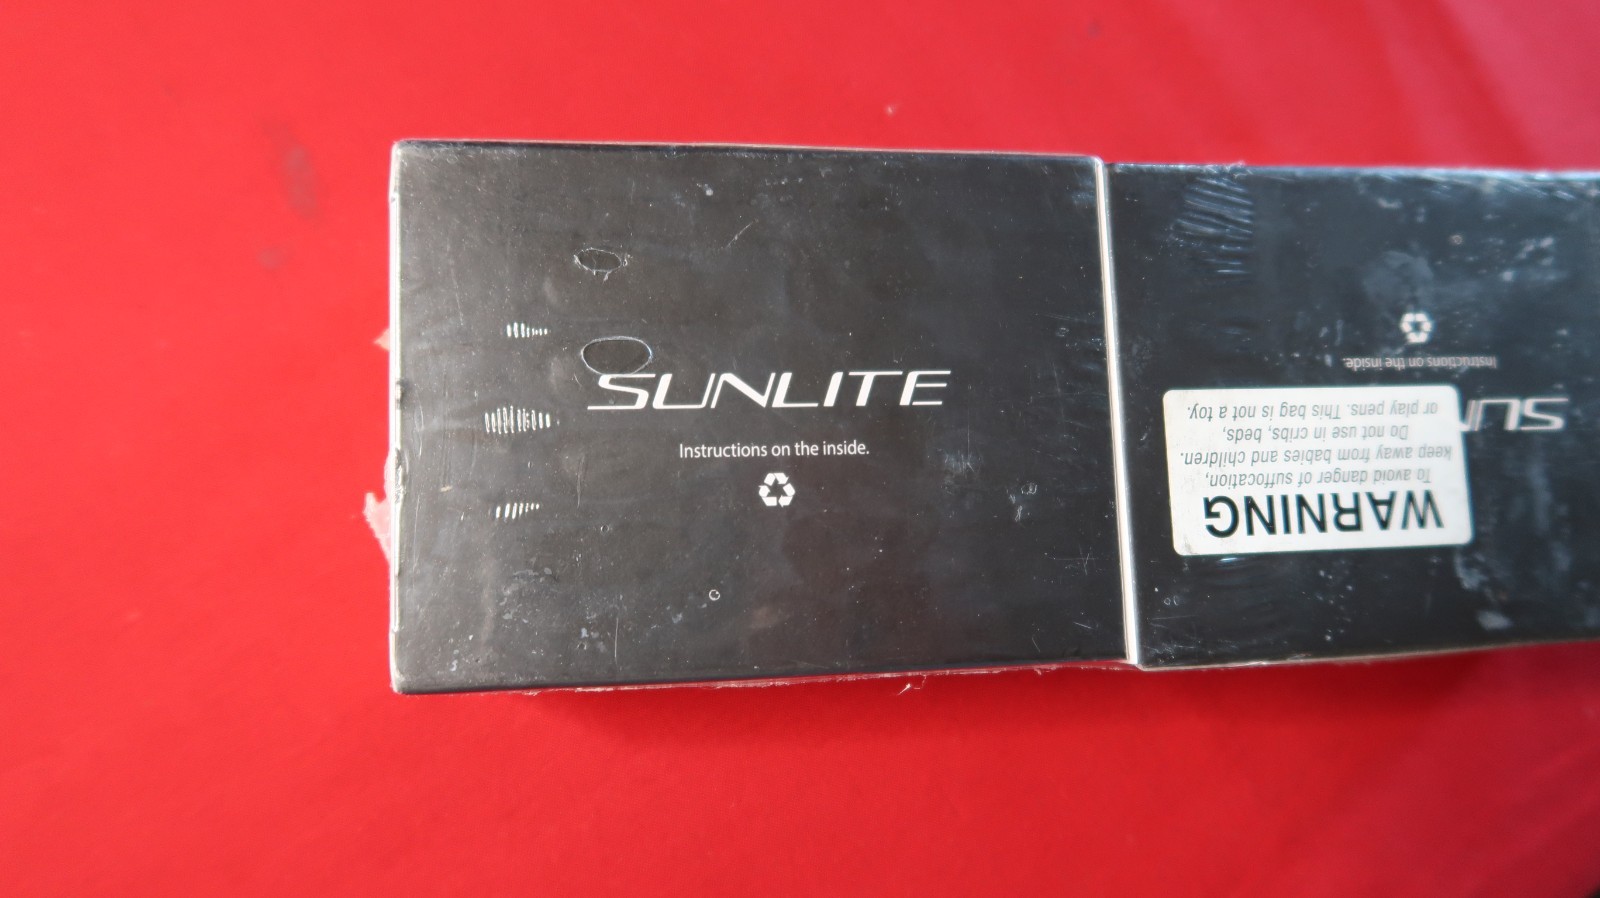 SUNLITE
Instructions on the inside.
Instructions on the inside.
WARNING
To avoid danger of suffocation,
keep away from babies and children.
Do not use in cribs, beds,
or play pens. This bag is not a toy.